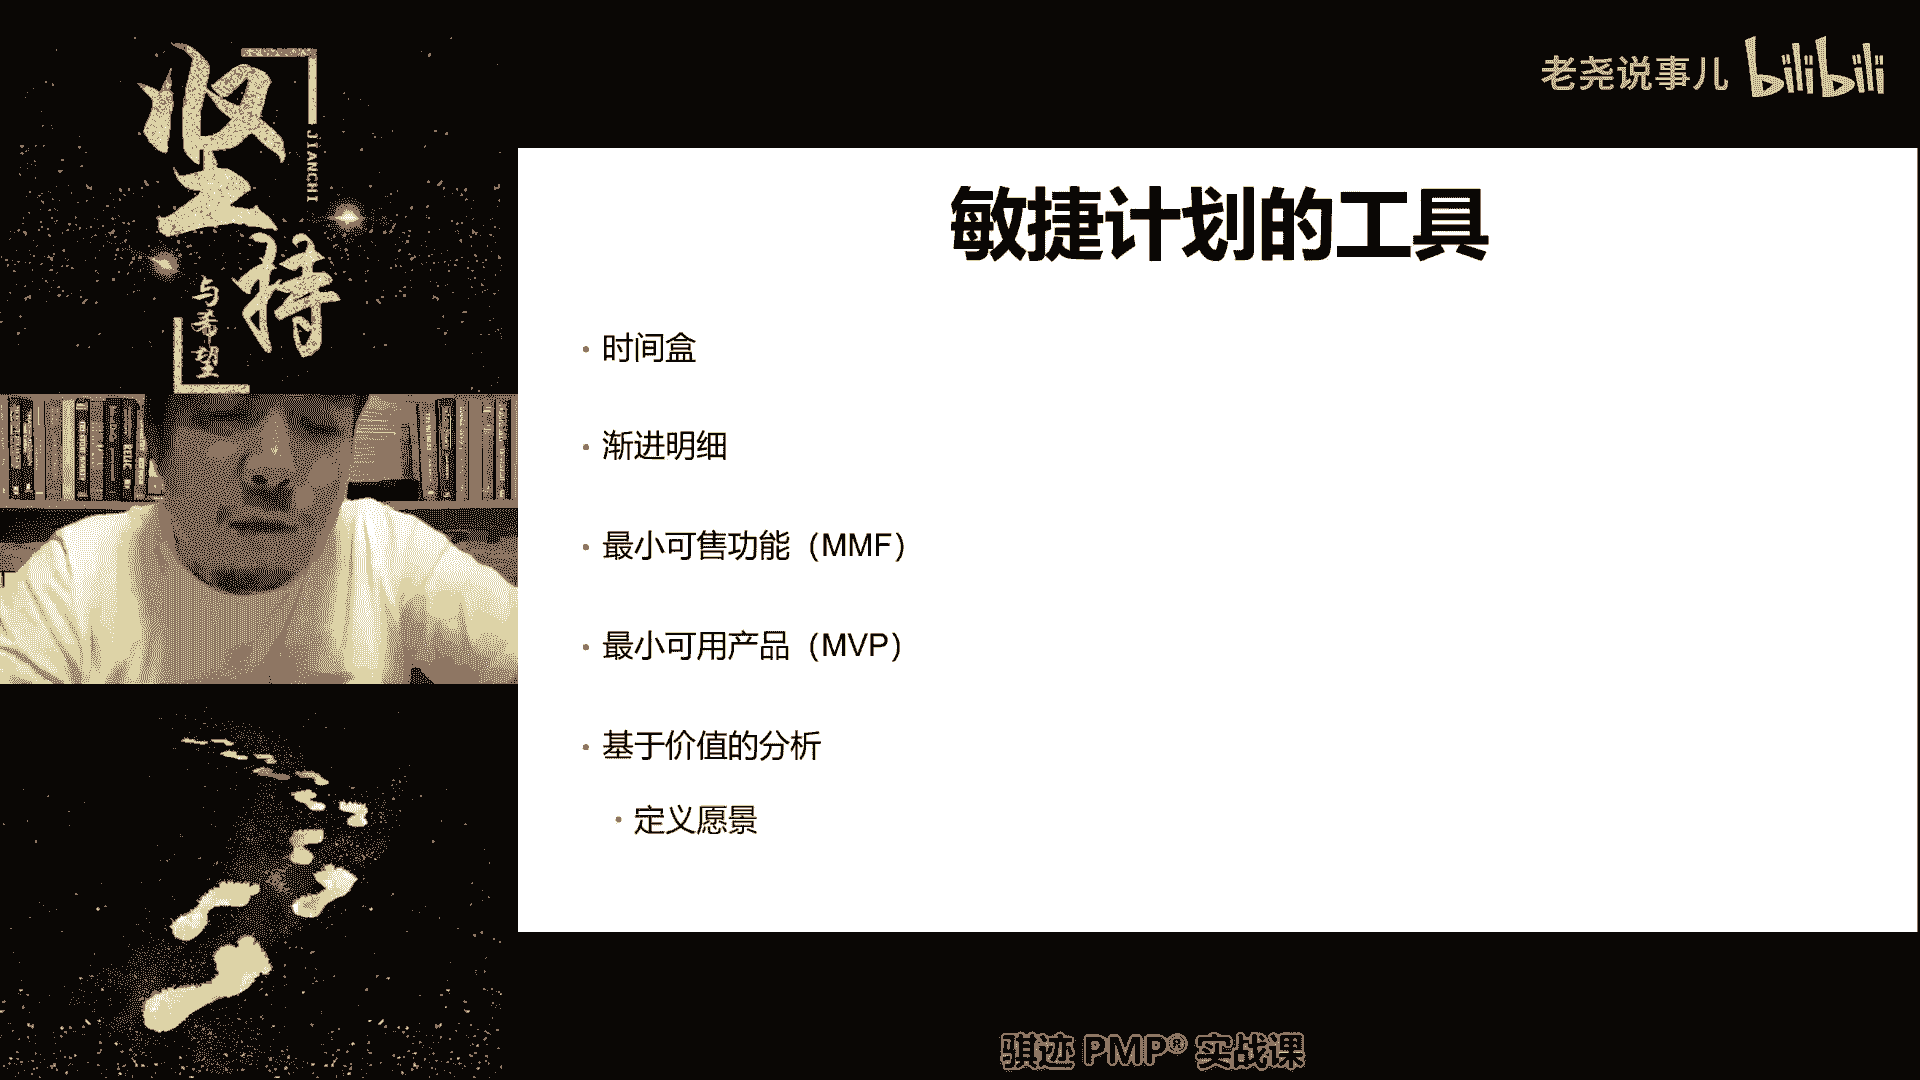 坚持
JIANCHI
与希望
老尧说事儿 bilibili
敏捷计划的工具
· 时间盒
· 渐进明细
· 最小可售功能（MMF）
· 最小可用产品（MVP）
· 基于价值的分析
· 定义愿景
骐迹 PMP® 实战课